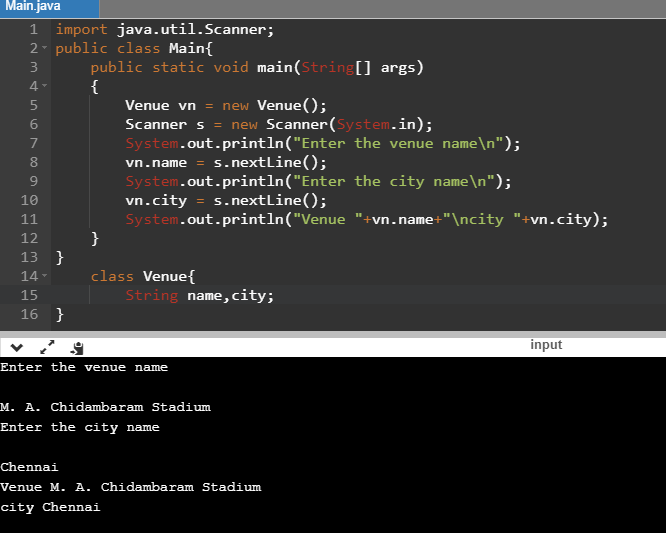 Main.java
1 import java.util.Scanner;
2 public class Main{
3 public static void main(String[] args)
4 {
5 Venue vn = new Venue();
6 Scanner s = new Scanner(System.in);
7 System.out.println("Enter the venue name\n");
8 vn.name = s.nextLine();
9 System.out.println("Enter the city name\n");
10 vn.city = s.nextLine();
11 System.out.println("Venue "+vn.name+"\ncity "+vn.city);
12 }
13 }
14 class Venue{
15 String name,city;
16 }
input
Enter the venue name
M. A. Chidambaram Stadium
Enter the city name
Chennai
Venue M. A. Chidambaram Stadium
city Chennai